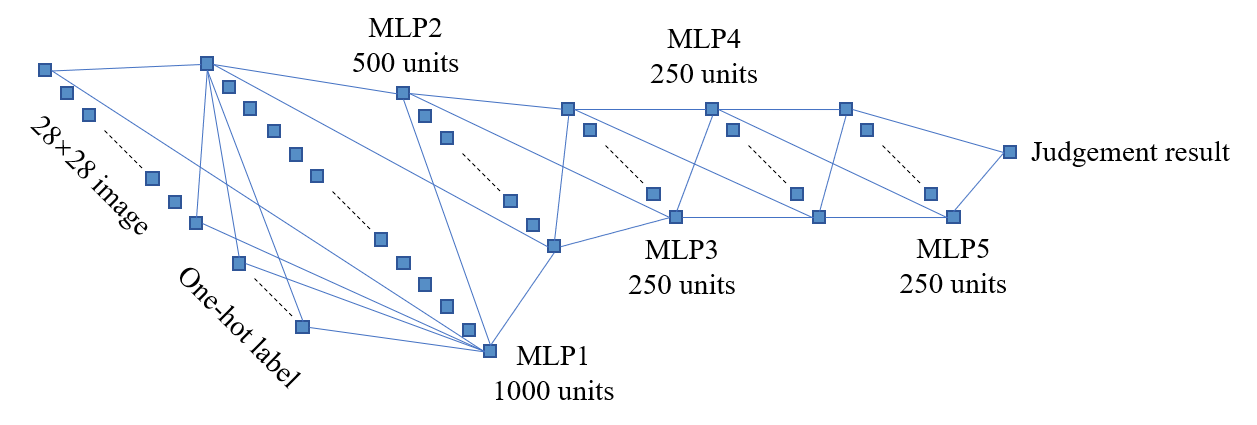 MLP2
500 units
MLP4
250 units
28×28 image
Judgement result
One-hot label
MLP3
250 units
MLP5
250 units
MLP1
1000 units